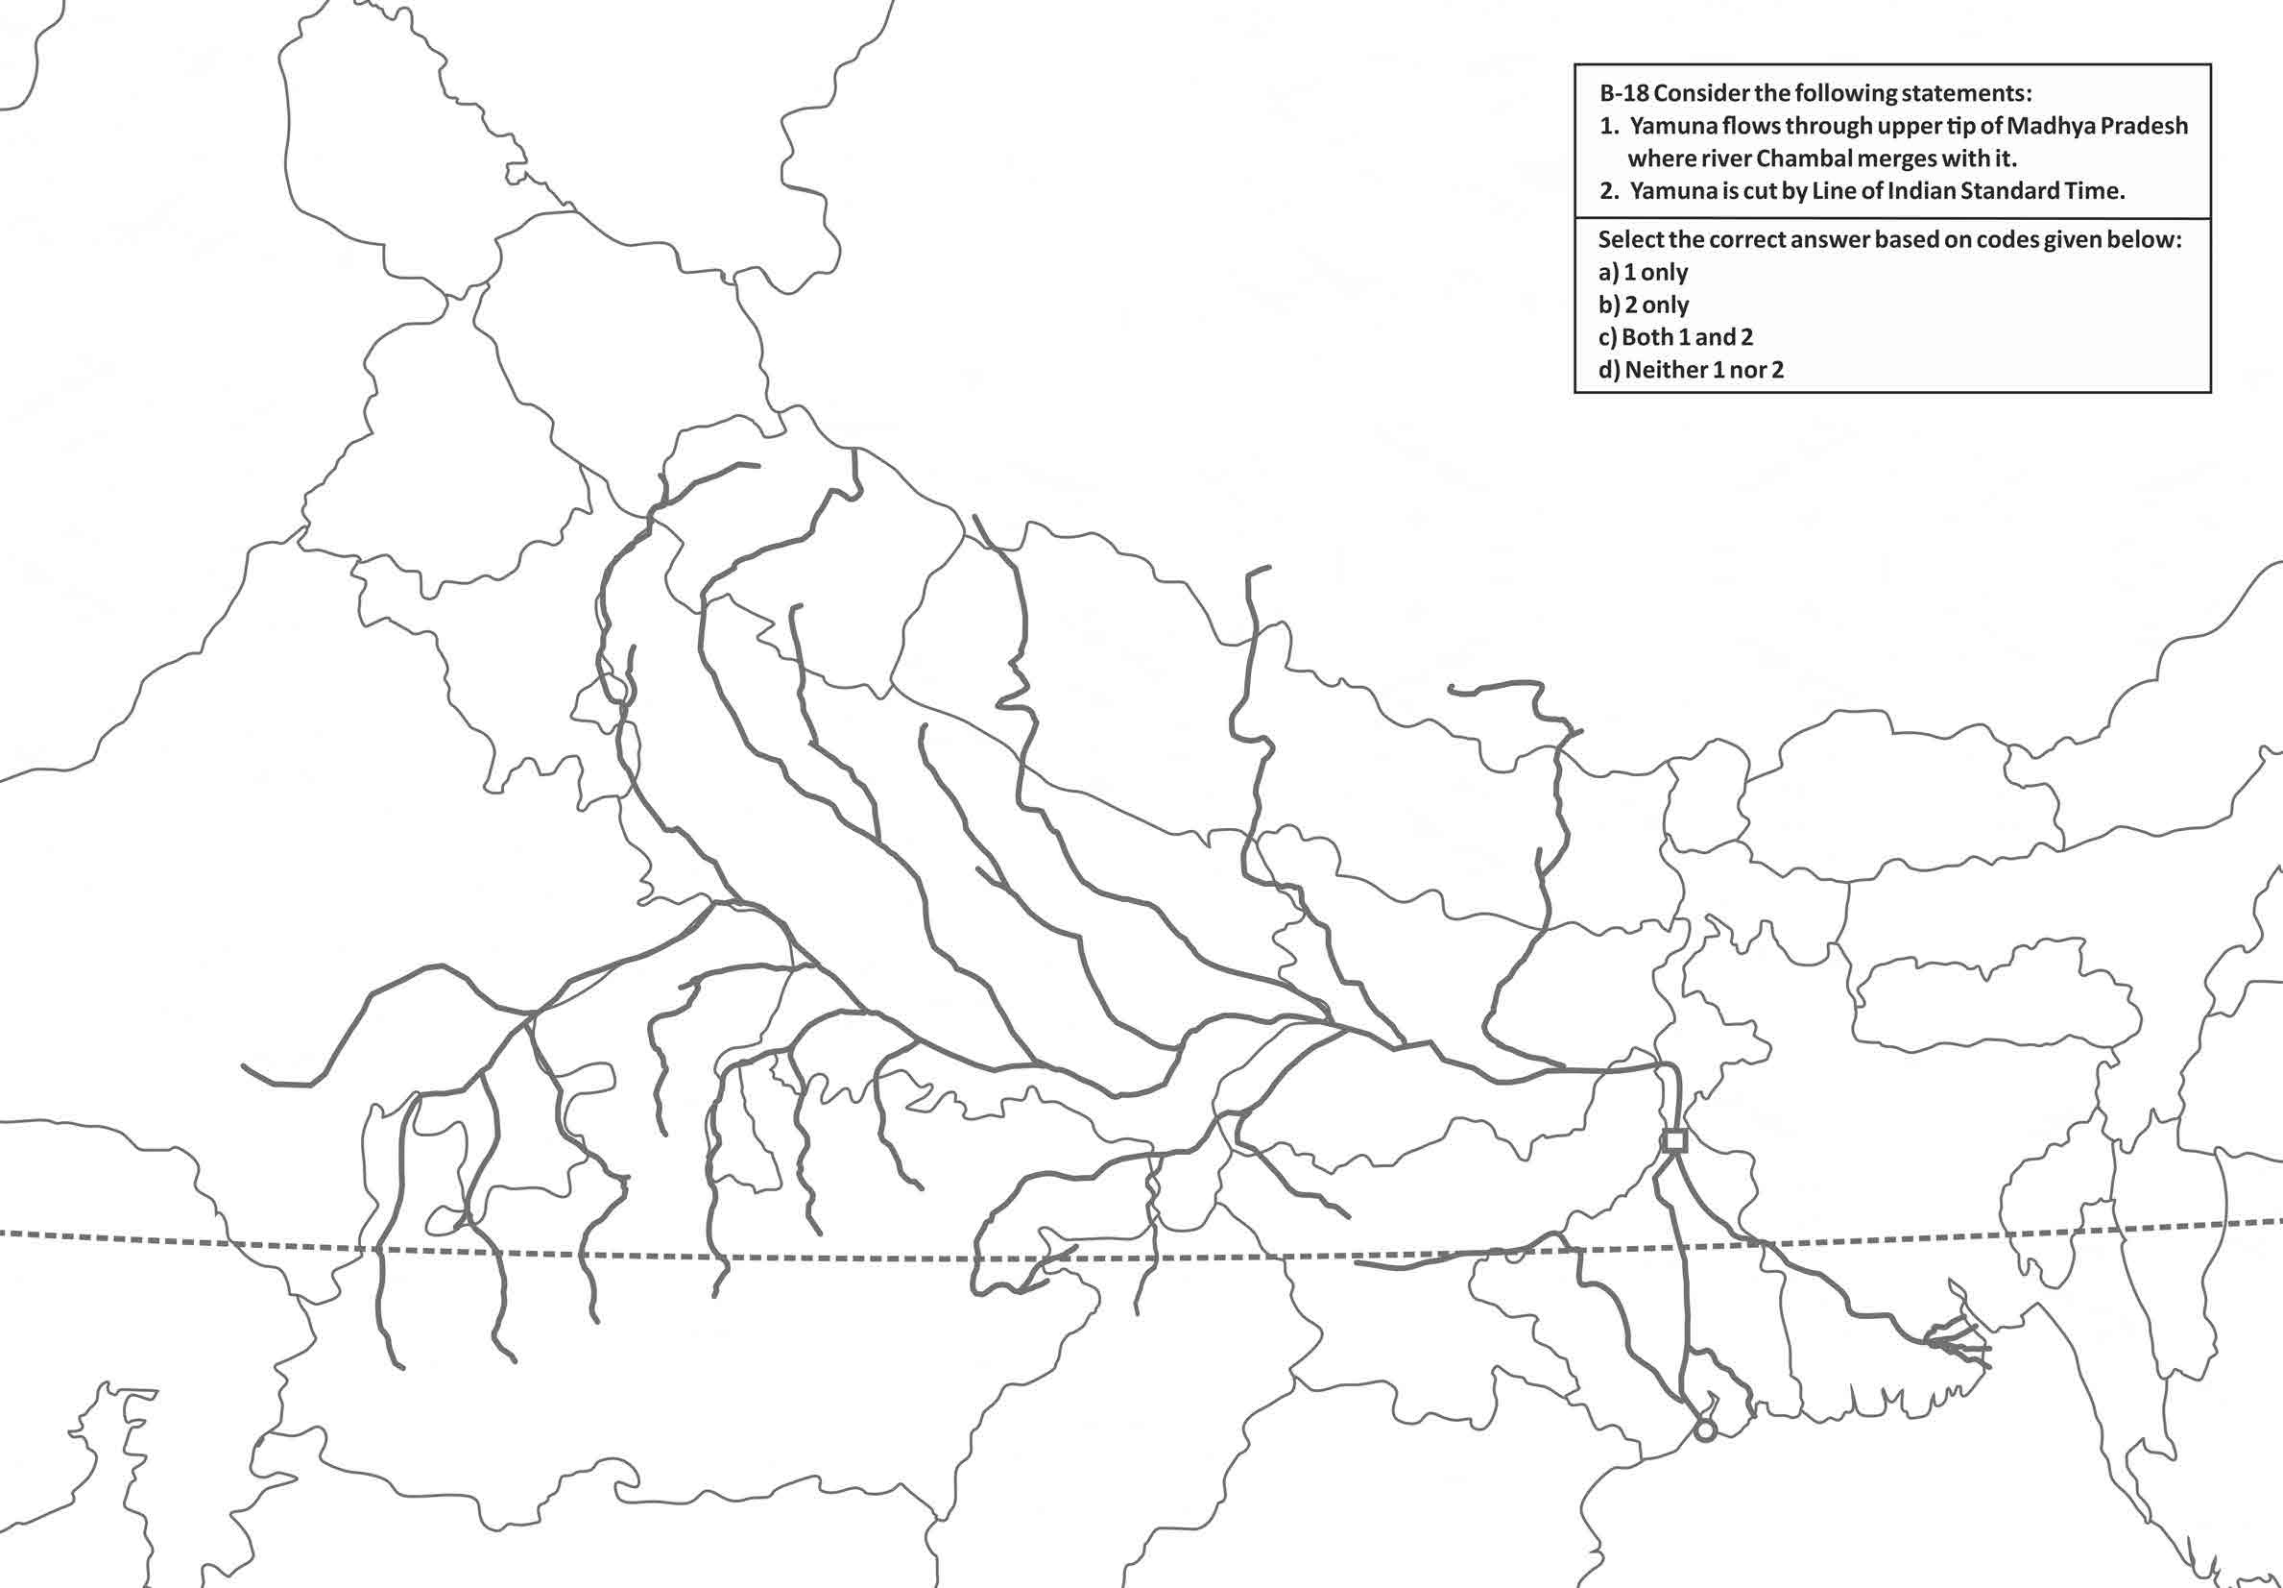 B-18 Consider the following statements:
1. Yamuna flows through upper tip of Madhya Pradesh
where river Chambal merges with it.
2. Yamuna is cut by Line of Indian Standard Time.
Select the correct answer based on codes given below:
a) 1 only
b) 2 only
c) Both 1 and 2
d) Neither 1 nor 2